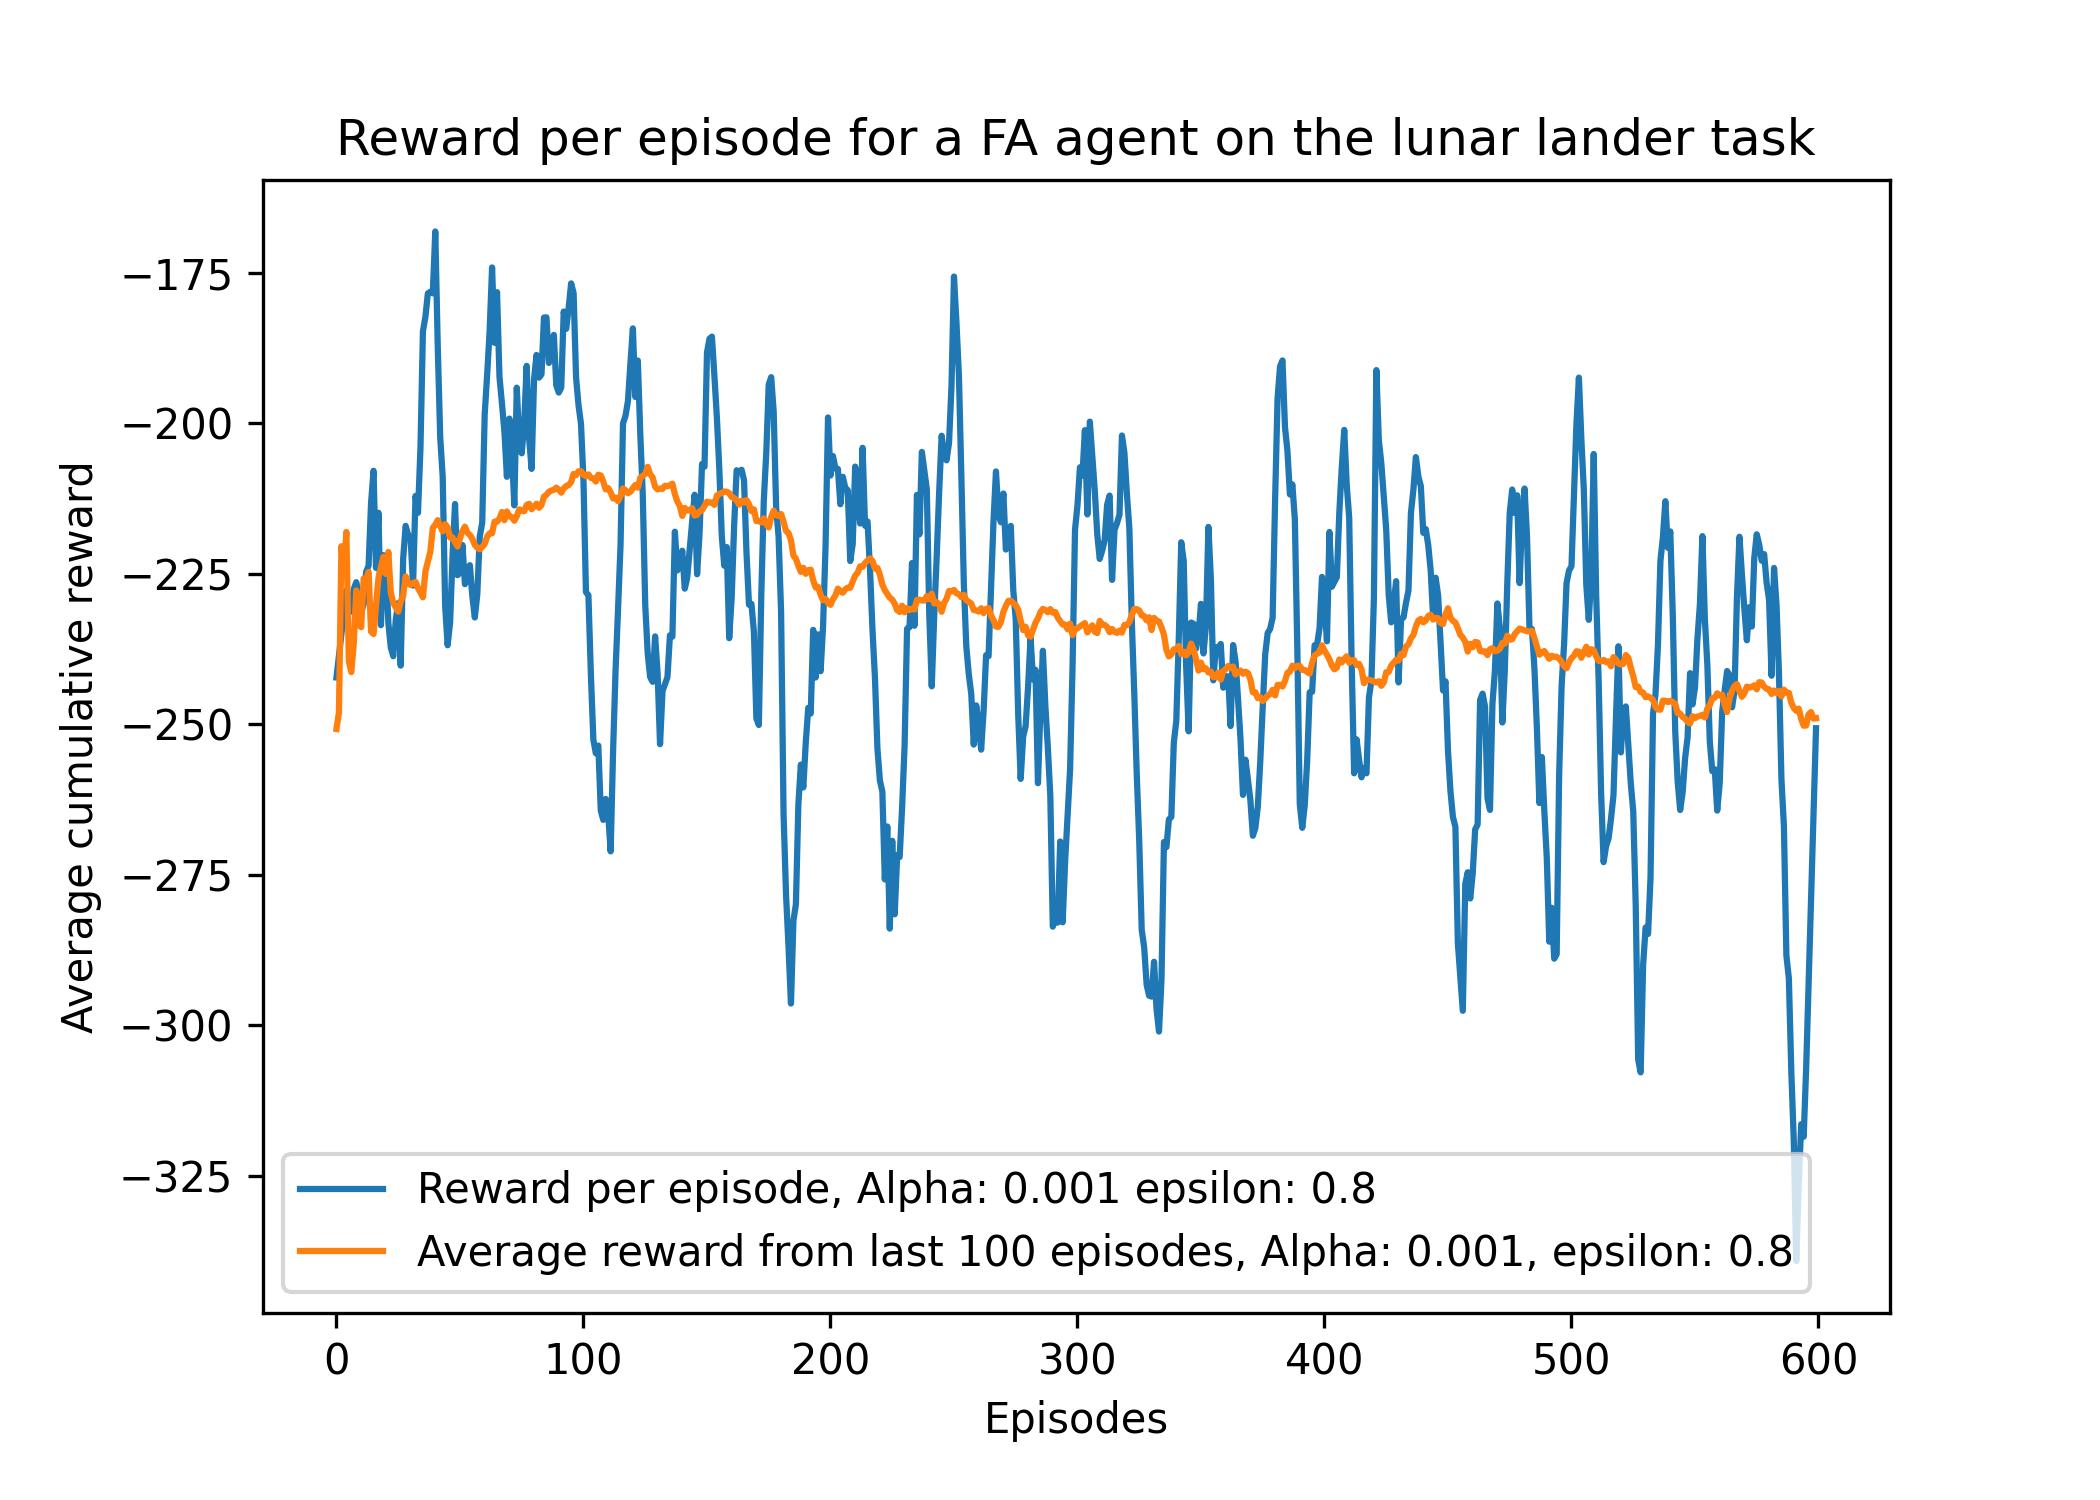 Reward per episode for a FA agent on the lunar lander task
Average cumulative reward
−175
−200
−225
−250
−275
−300
−325
Reward per episode, Alpha: 0.001 epsilon: 0.8
Average reward from last 100 episodes, Alpha: 0.001, epsilon: 0.8
0 100 200 300 400 500 600
Episodes